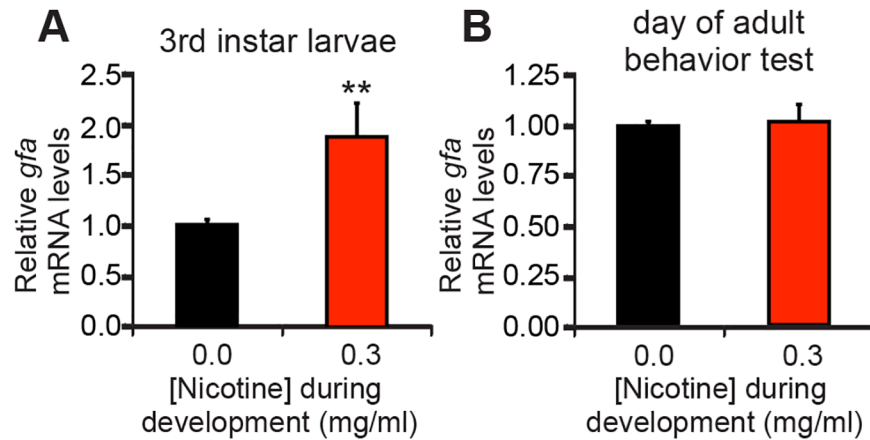 A
3rd instar larvae
Relative gfa
mRNA levels
2.5
2.0
1.5
1.0
0.5
0.0
**
0.0
0.3
[Nicotine] during
development (mg/ml)
B
day of adult
behavior test
Relative gfa
mRNA levels
1.25
1.00
0.75
0.50
0.25
0.00
0.0
0.3
[Nicotine] during
development (mg/ml)